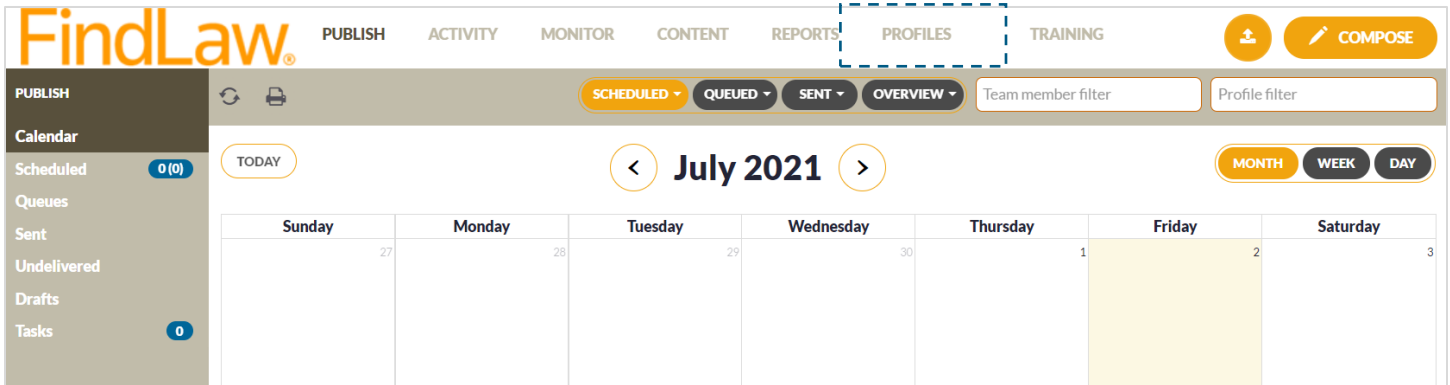 FindLaw®
PUBLISH ACTIVITY MONITOR CONTENT REPORTS PROFILES TRAINING
COMPOSE
PUBLISH
SCHEDULED QUEUED SENT OVERVIEW Team member filter Profile filter
Calendar
Scheduled 0 (0)
Queues
Sent
Undelivered
Drafts
Tasks 0
TODAY < July 2021 > MONTH WEEK DAY
Sunday Monday Tuesday Wednesday Thursday Friday Saturday
27 28 29 30 1 2 3